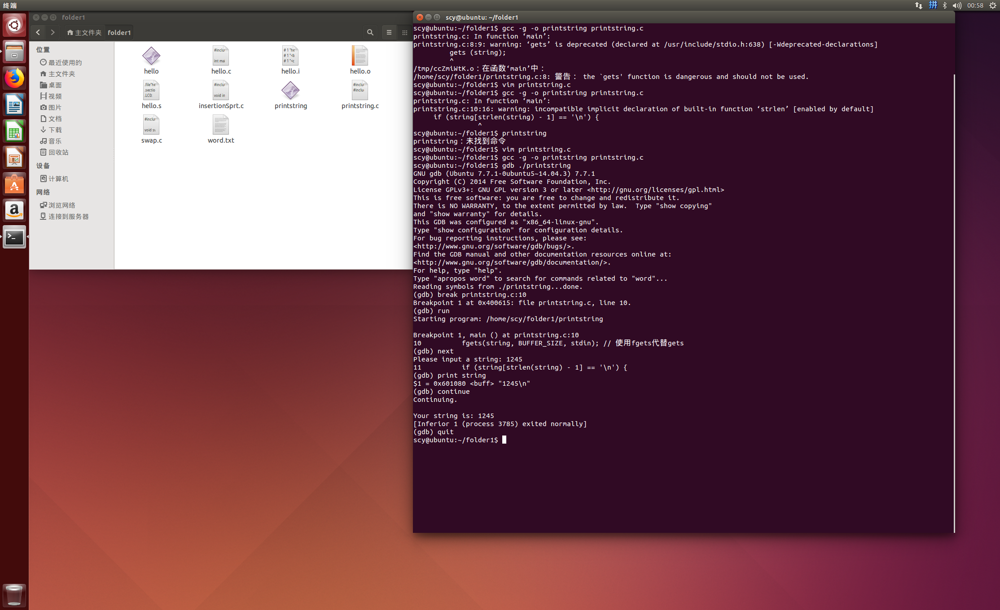 终端
拼
00:58
folder1
主文件夹
folder1
位置
最近使用的
主文件夹
桌面
视频
图片
文档
下载
音乐
回收站
设备
计算机
网络
浏览网络
连接到服务器
hello
hello.c
hello.i
hello.o
hello.s
insertionSprt.c
printstring
printstring.c
swap.c
word.txt
scy@ubuntu: ~/folder1
scy@ubuntu:~/folder1$ gcc -g -o printstring printstring.c
printstring.c: In function ‘main’:
printstring.c:8:9: warning: ‘gets’ is deprecated (declared at /usr/include/stdio.h:638) [-Wdeprecated-declarations]
gets (string);
^
/tmp/ccZmiWtK.o：在函数‘main’中：
/home/scy/folder1/printstring.c:8: 警告： the `gets' function is dangerous and should not be used.
scy@ubuntu:~/folder1$ vim printstring.c
scy@ubuntu:~/folder1$ gcc -g -o printstring printstring.c
printstring.c: In function ‘main’:
printstring.c:10:16: warning: incompatible implicit declaration of built-in function ‘strlen’ [enabled by default]
if (string[strlen(string) - 1] == '\n') {
^
scy@ubuntu:~/folder1$ printstring
printstring：未找到命令
scy@ubuntu:~/folder1$ vim printstring.c
scy@ubuntu:~/folder1$ gcc -g -o printstring printstring.c
scy@ubuntu:~/folder1$ gdb ./printstring
GNU gdb (Ubuntu 7.7.1-0ubuntu5~14.04.3) 7.7.1
Copyright (C) 2014 Free Software Foundation, Inc.
License GPLv3+: GNU GPL version 3 or later <http://gnu.org/licenses/gpl.html>
This is free software: you are free to change and redistribute it.
There is NO WARRANTY, to the extent permitted by law.  Type "show copying"
and "show warranty" for details.
This GDB was configured as "x86_64-linux-gnu".
Type "show configuration" for configuration details.
For bug reporting instructions, please see:
<http://www.gnu.org/software/gdb/bugs/>.
Find the GDB manual and other documentation resources online at:
<http://www.gnu.org/software/gdb/documentation/>.
For help, type "help".
Type "apropos word" to search for commands related to "word"...
Reading symbols from ./printstring...done.
(gdb) break printstring.c:10
Breakpoint 1 at 0x400615: file printstring.c, line 10.
(gdb) run
Starting program: /home/scy/folder1/printstring
Breakpoint 1, main () at printstring.c:10
10          fgets(string, BUFFER_SIZE, stdin); // 使用fgets代替gets
(gdb) next
Please input a string: 1245
11          if (string[strlen(string) - 1] == '\n') {
(gdb) print string
$1 = 0x601080 <buff> "1245\n"
(gdb) continue
Continuing.
Your string is: 1245
[Inferior 1 (process 3785) exited normally]
(gdb) quit
scy@ubuntu:~/folder1$